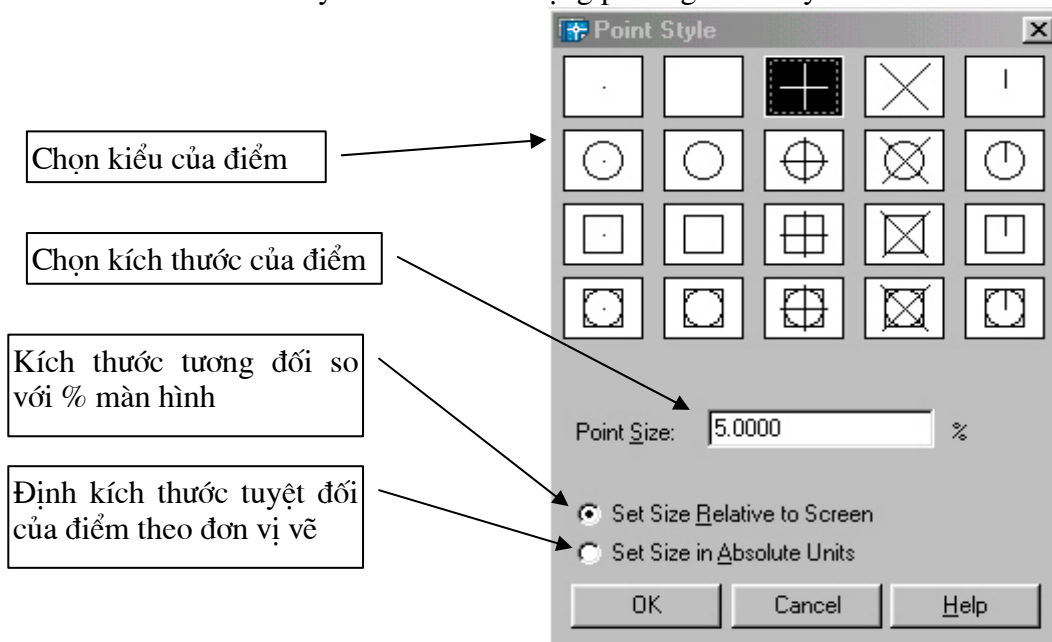 Point Style
Chọn kiểu của điểm
Chọn kích thước của điểm
Kích thước tương đối so
với % màn hình
Point Size: 5.0000 %
Định kích thước tuyệt đối
của điểm theo đơn vị vẽ
Set Size Relative to Screen
Set Size in Absolute Units
OK Cancel Help